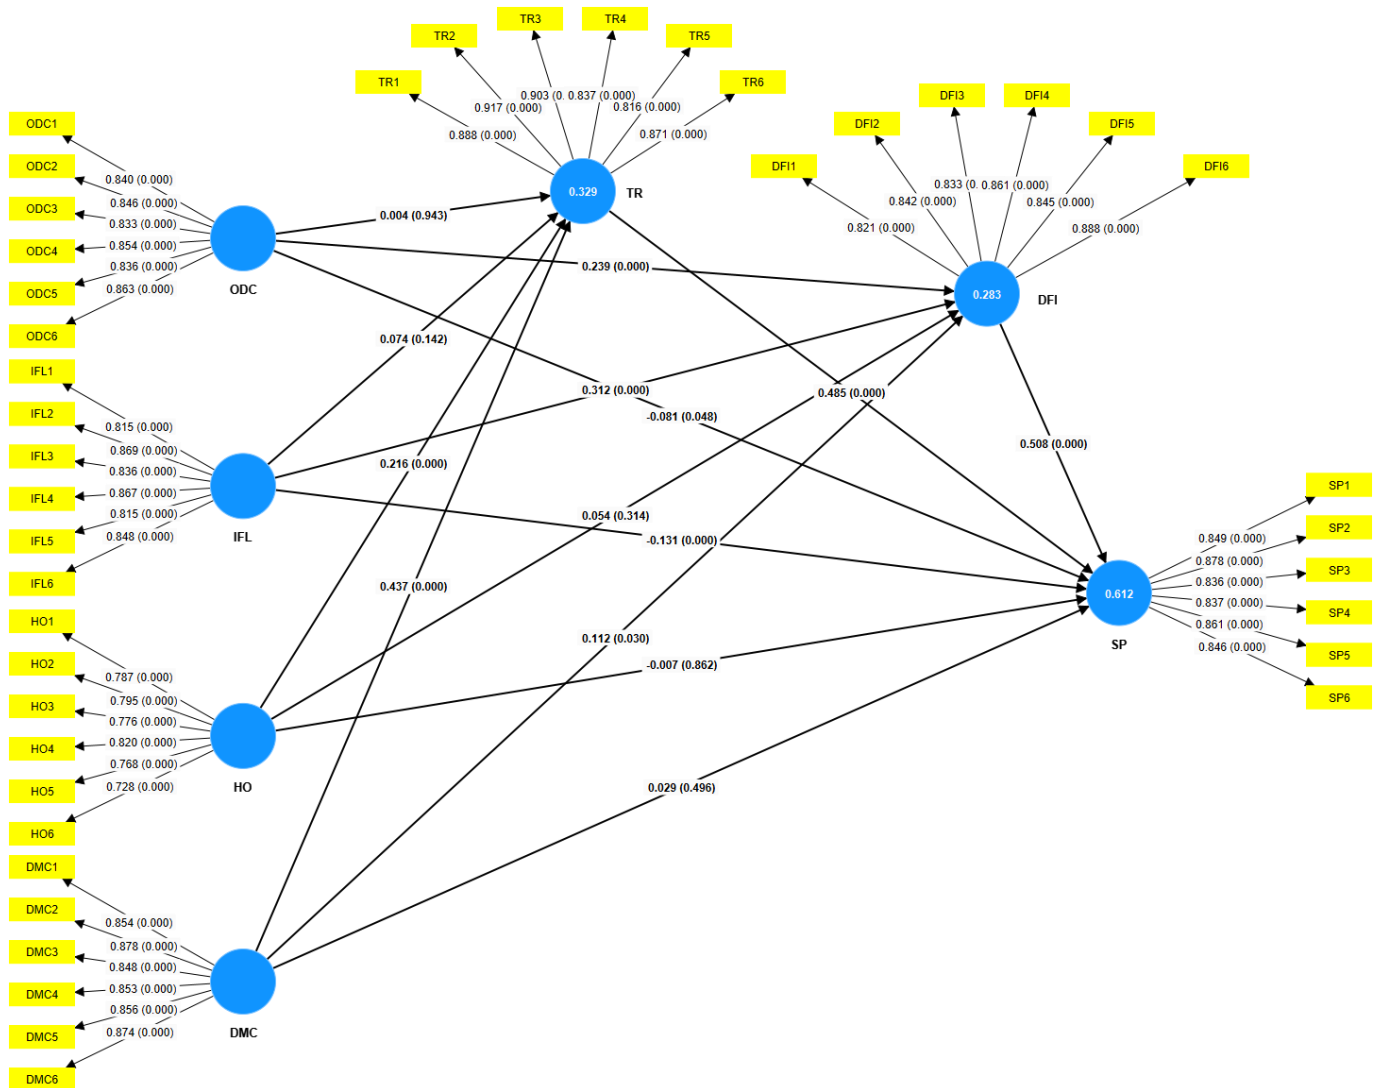 TR1
TR2
TR3
TR4
TR5
TR6
0.888 (0.000)
0.917 (0.000)
0.903 (0.
0.837 (0.000)
0.816 (0.000)
0.871 (0.000)
0.329
TR
DFI1
DFI2
DFI3
DFI4
DFI5
DFI6
0.821 (0.000)
0.842 (0.000)
0.833 (0.
0.861 (0.000)
0.845 (0.000)
0.888 (0.000)
0.283
DFI
ODC1
ODC2
ODC3
ODC4
ODC5
ODC6
0.840 (0.000)
0.846 (0.000)
0.833 (0.000)
0.854 (0.000)
0.836 (0.000)
0.863 (0.000)
ODC
0.004 (0.943)
0.239 (0.000)
0.074 (0.142)
0.312 (0.000)
-0.081 (0.048)
0.485 (0.000)
0.508 (0.000)
IFL1
IFL2
IFL3
IFL4
IFL5
IFL6
0.815 (0.000)
0.869 (0.000)
0.836 (0.000)
0.867 (0.000)
0.815 (0.000)
0.848 (0.000)
IFL
0.216 (0.000)
0.054 (0.314)
-0.131 (0.000)
0.437 (0.000)
0.112 (0.030)
-0.007 (0.862)
0.029 (0.496)
SP1
SP2
SP3
SP4
SP5
SP6
0.849 (0.000)
0.878 (0.000)
0.836 (0.000)
0.837 (0.000)
0.861 (0.000)
0.846 (0.000)
0.612
SP
HO1
HO2
HO3
HO4
HO5
HO6
0.787 (0.000)
0.795 (0.000)
0.776 (0.000)
0.820 (0.000)
0.768 (0.000)
0.728 (0.000)
HO
DMC1
DMC2
DMC3
DMC4
DMC5
DMC6
0.854 (0.000)
0.878 (0.000)
0.848 (0.000)
0.853 (0.000)
0.856 (0.000)
0.874 (0.000)
DMC